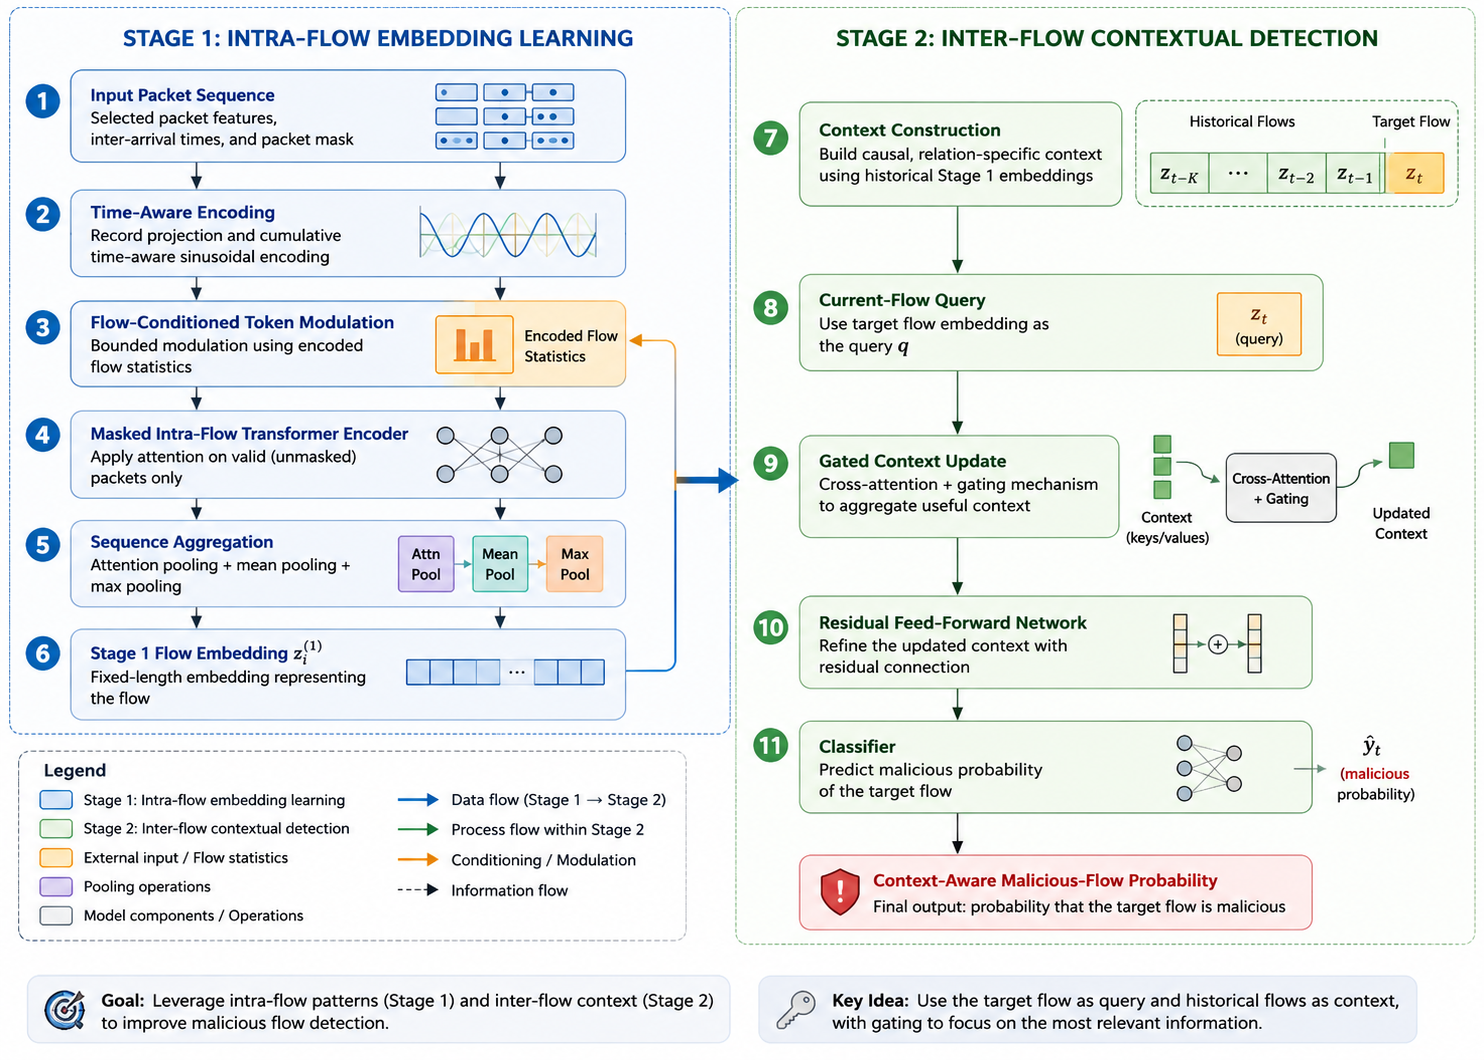 STAGE 1: INTRA-FLOW EMBEDDING LEARNING
1
Input Packet Sequence
Selected packet features,
inter-arrival times, and packet mask
2
Time-Aware Encoding
Record projection and cumulative
time-aware sinusoidal encoding
3
Flow-Conditioned Token Modulation
Bounded modulation using encoded
flow statistics
Encoded Flow
Statistics
4
Masked Intra-Flow Transformer Encoder
Apply attention on valid (unmasked)
packets only
5
Sequence Aggregation
Attention pooling + mean pooling +
max pooling
Attn
Pool
Mean
Pool
Max
Pool
6
Stage 1 Flow Embedding z_i^(1)
Fixed-length embedding representing
the flow
...
Legend
Stage 1: Intra-flow embedding learning
Stage 2: Inter-flow contextual detection
External input / Flow statistics
Pooling operations
Model components / Operations
Data flow (Stage 1 → Stage 2)
Process flow within Stage 2
Conditioning / Modulation
Information flow
STAGE 2: INTER-FLOW CONTEXTUAL DETECTION
7
Context Construction
Build causal, relation-specific context
using historical Stage 1 embeddings
Historical Flows
Target Flow
z_{t-K} ... z_{t-2} z_{t-1} z_t
8
Current-Flow Query
Use target flow embedding as
the query q
z_t
(query)
9
Gated Context Update
Cross-attention + gating mechanism
to aggregate useful context
Context
(keys/values)
Cross-Attention
+ Gating
Updated
Context
10
Residual Feed-Forward Network
Refine the updated context with
residual connection
+
11
Classifier
Predict malicious probability
of the target flow
ŷ_t
(malicious
probability)
!
Context-Aware Malicious-Flow Probability
Final output: probability that the target flow is malicious
Goal: Leverage intra-flow patterns (Stage 1) and inter-flow context (Stage 2)
to improve malicious flow detection.
Key Idea: Use the target flow as query and historical flows as context,
with gating to focus on the most relevant information.